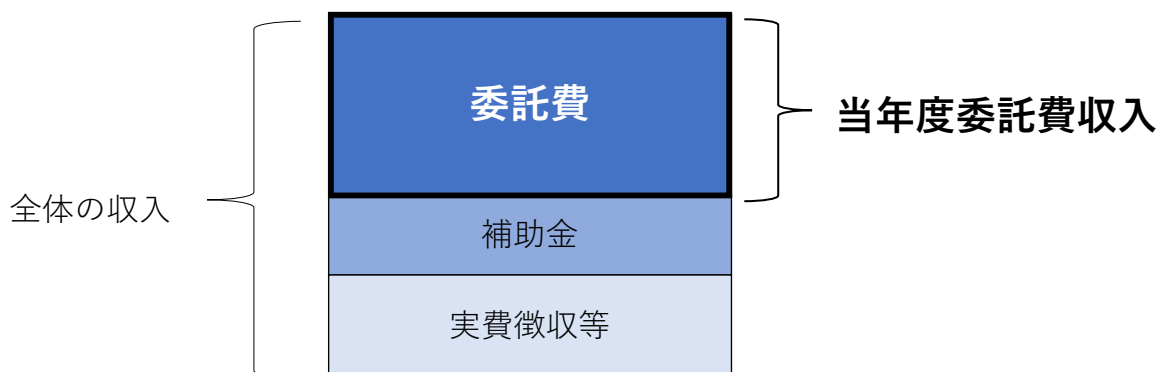 委託費
当年度委託費収入
全体の収入
補助金
実費徴収等